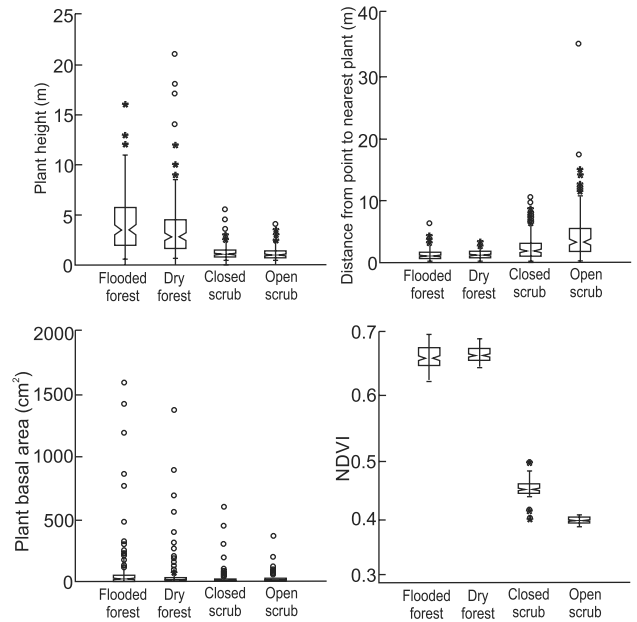 Plant height (m)
25
20
15
10
5
0
Flooded
forest
Dry
forest
Closed
scrub
Open
scrub
Distance from point to nearest plant (m)
40
30
20
10
0
Flooded
forest
Dry
forest
Closed
scrub
Open
scrub
Plant basal area (cm²)
2000
1500
1000
500
0
Flooded
forest
Dry
forest
Closed
scrub
Open
scrub
NDVI
0.7
0.6
0.5
0.4
0.3
Flooded
forest
Dry
forest
Closed
scrub
Open
scrub